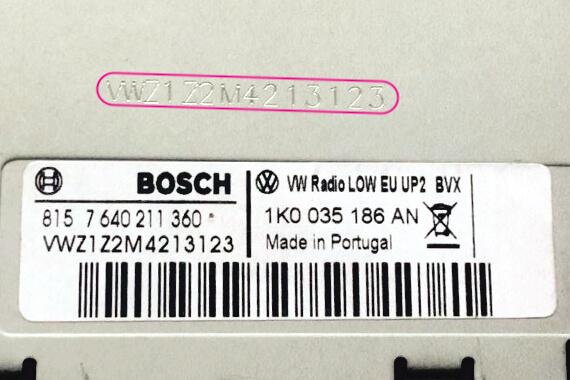 VWZ1Z2M4213123
BOSCH
815 7 640 211 360
VWZ1Z2M4213123
VW Radio LOW EU UP2 BVX
1K0 035 186 AN
Made in Portugal